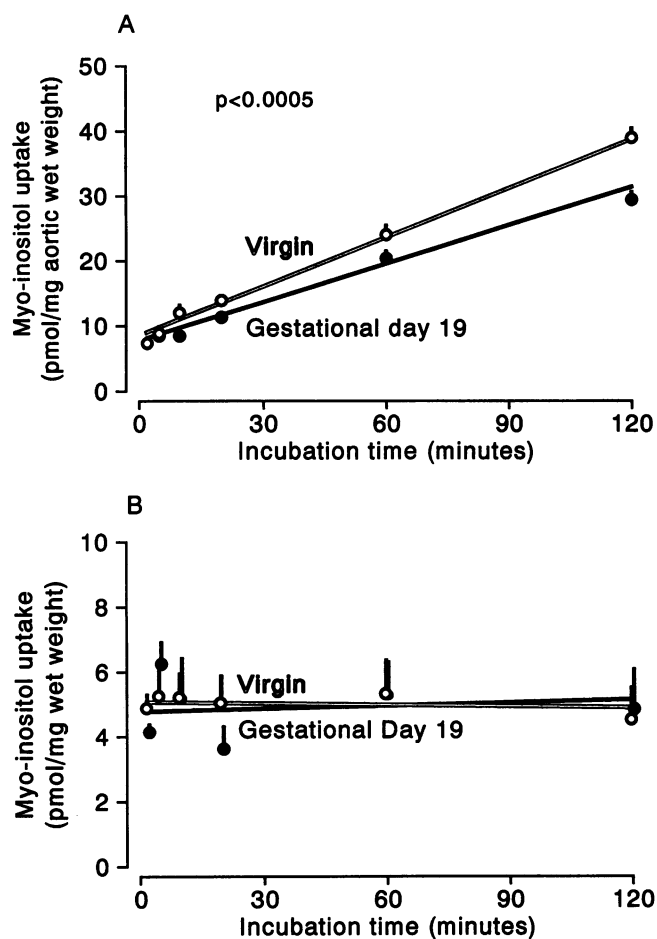 A
Myo-inositol uptake
(pmol/mg aortic wet weight)
50
40
30
20
10
0
p<0.0005
Virgin
Gestational day 19
0 30 60 90 120
Incubation time (minutes)
B
Myo-inositol uptake
(pmol/mg wet weight)
10
8
6
4
2
0
Virgin
Gestational Day 19
0 30 60 90 120
Incubation time (minutes)